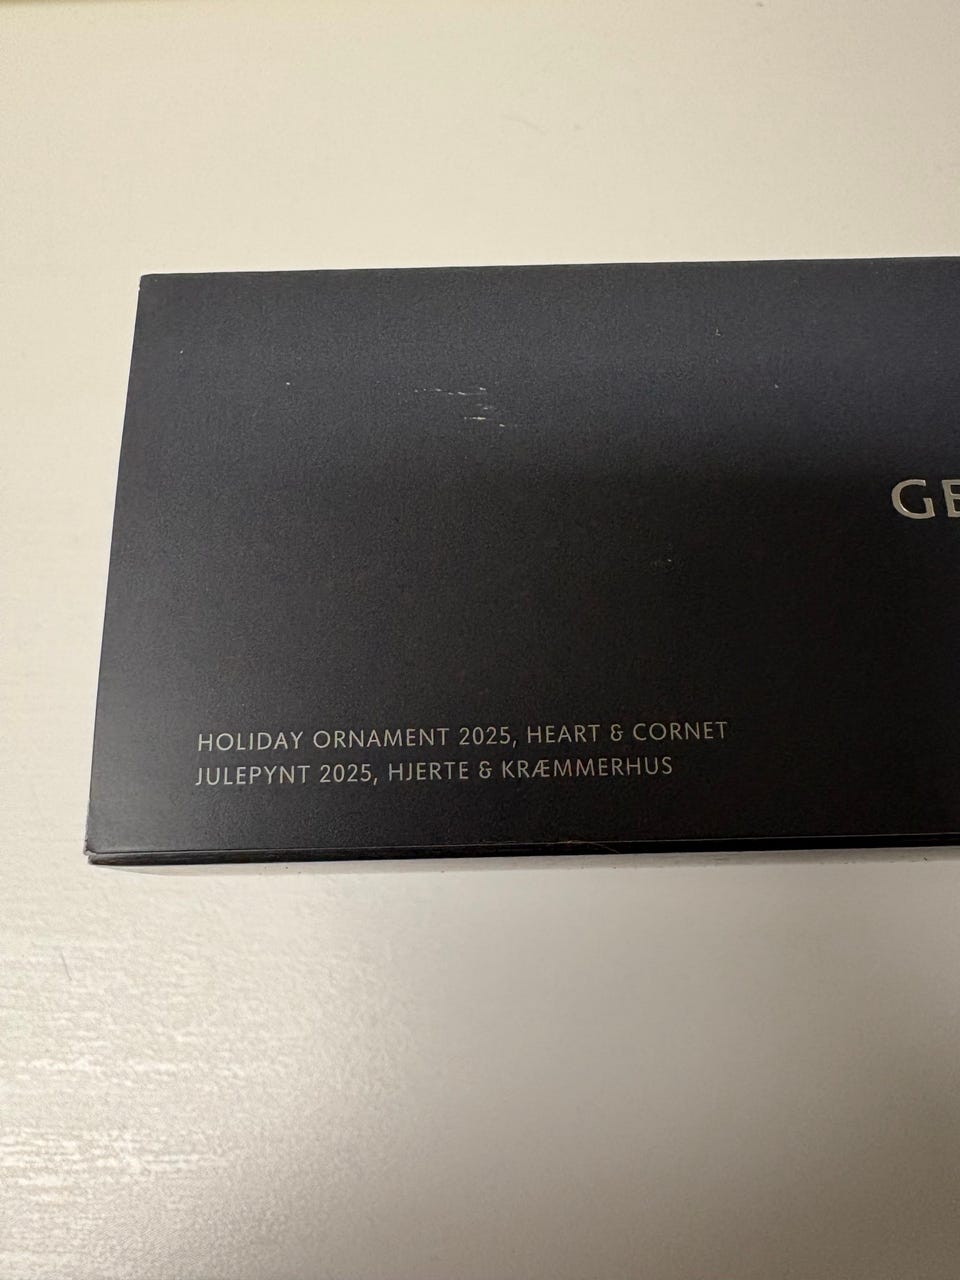 GE
HOLIDAY ORNAMENT 2025, HEART & CORNET
JULEPYNT 2025, HJERTE & KRÆMMERHUS